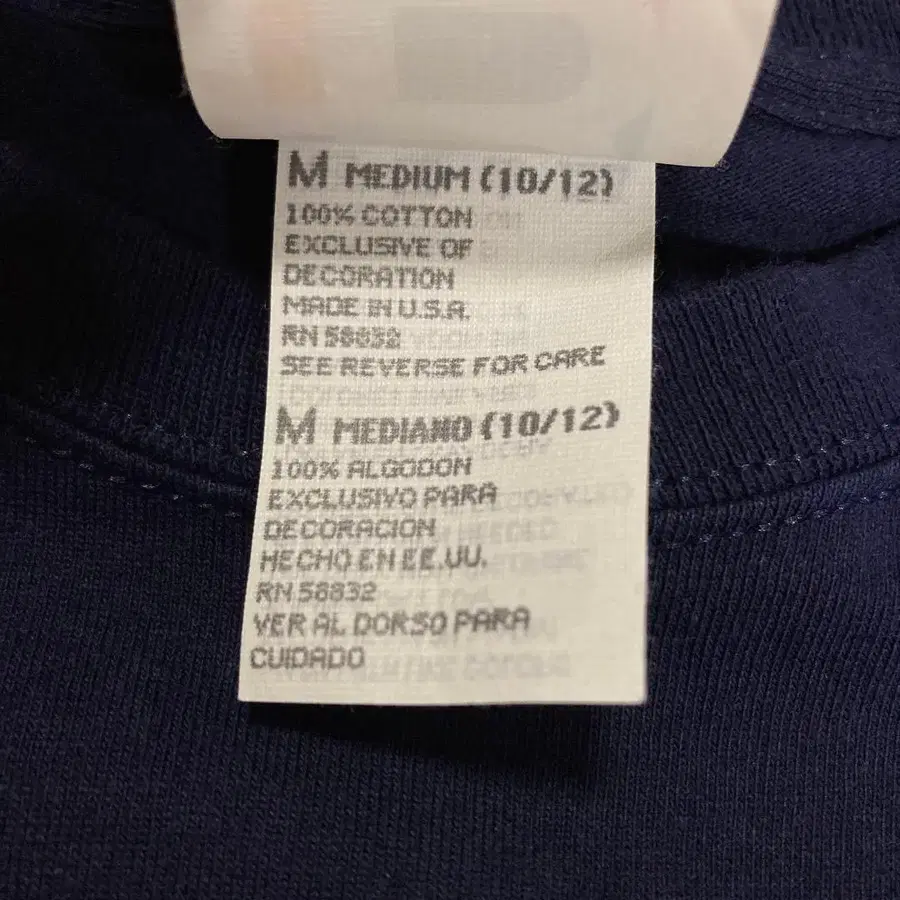 M MEDIUM (10/12)
100% COTTON
EXCLUSIVE OF
DECORATION
MADE IN U.S.A.
RN 58832
SEE REVERSE FOR CARE
M MEDIANO (10/12)
100% ALGODON
EXCLUSIVO PARA
DECORACION
HECHO EN EE.UU.
RN 58832
VER AL DORSO PARA
CUIDADO